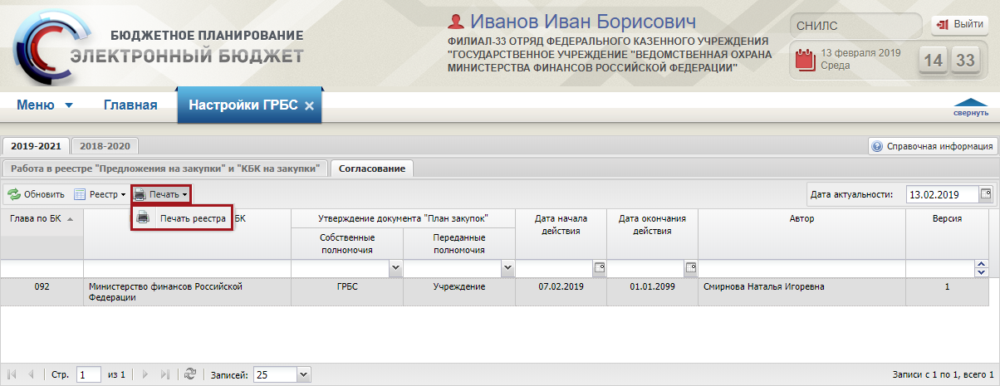 БЮДЖЕТНОЕ ПЛАНИРОВАНИЕ
ЭЛЕКТРОННЫЙ БЮДЖЕТ
Иванов Иван Борисович
ФИЛИАЛ-33 ОТРЯД ФЕДЕРАЛЬНОГО КАЗЕННОГО УЧРЕЖДЕНИЯ
"ГОСУДАРСТВЕННОЕ УЧРЕЖДЕНИЕ "ВЕДОМСТВЕННАЯ ОХРАНА
МИНИСТЕРСТВА ФИНАНСОВ РОССИЙСКОЙ ФЕДЕРАЦИИ"
СНИЛС
Выйти
13 февраля 2019
Среда
14 33
Меню Главная Настройки ГРБС
свернуть
2019-2021 2018-2020
Справочная информация
Работа в реестре "Предложения на закупки" и "КБК на закупки" Согласование
Обновить Реестр Печать
Дата актуальности: 13.02.2019
Печать реестра
Глава по БК
БК
Утверждение документа "План закупок"
Собственные полномочия
Переданные полномочия
Дата начала действия
Дата окончания действия
Автор
Версия
092
Министерство финансов Российской
Федерации
ГРБС
Учреждение
07.02.2019
01.01.2099
Смирнова Наталья Игоревна
1
Стр. 1 из 1
Записей: 25
Записи с 1 по 1, всего 1